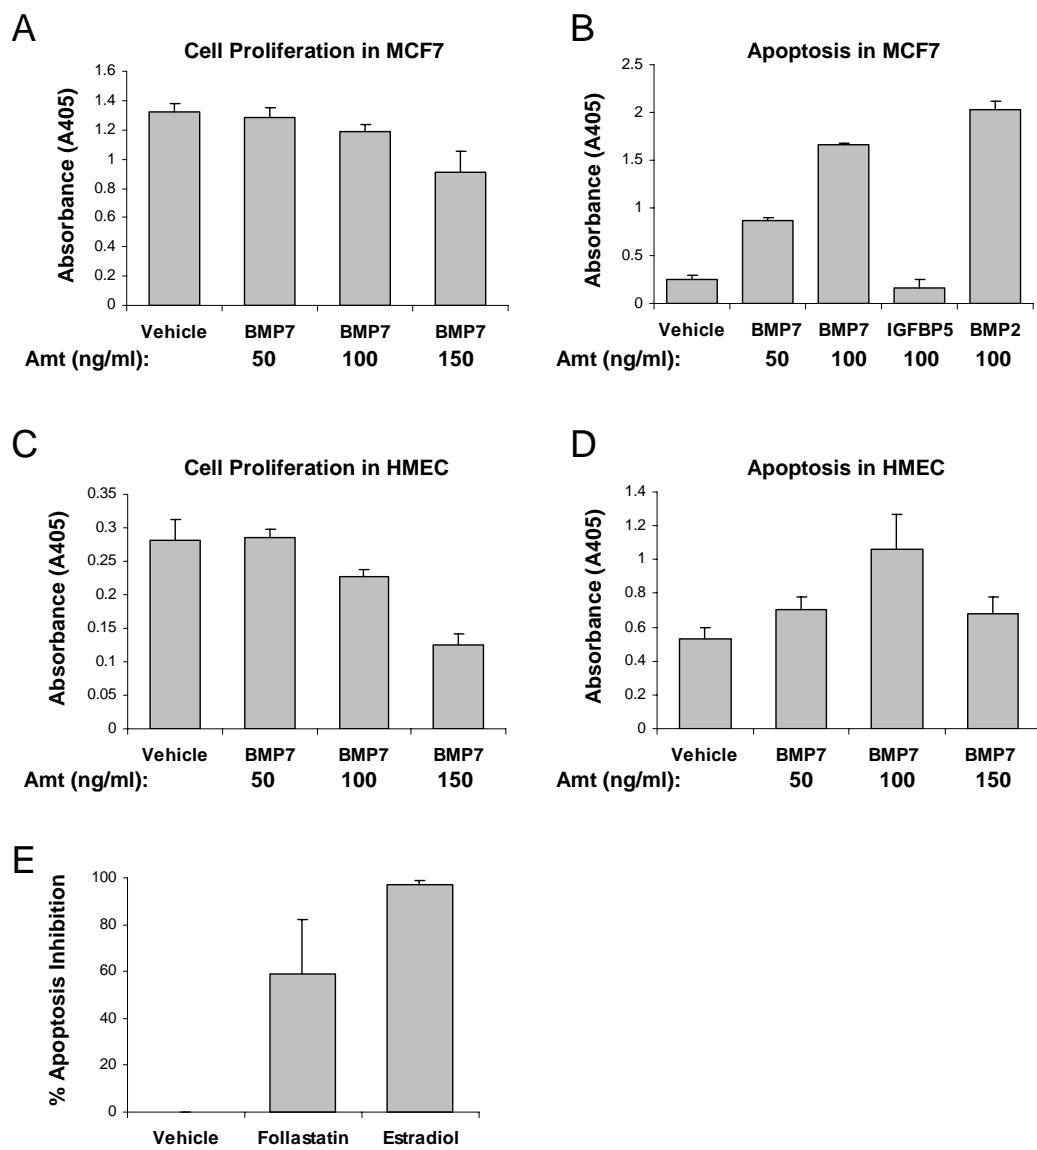 A
Cell Proliferation in MCF7
Absorbance (A405)
1.6
1.4
1.2
1
0.8
0.6
0.4
0.2
0
Vehicle BMP7 BMP7 BMP7
Amt (ng/ml): 50 100 150
B
Apoptosis in MCF7
Absorbance (A405)
2.5
2
1.5
1
0.5
0
Vehicle BMP7 BMP7 IGFBP5 BMP2
Amt (ng/ml): 50 100 100 100
C
Cell Proliferation in HMEC
Absorbance (A405)
0.35
0.3
0.25
0.2
0.15
0.1
0.05
0
Vehicle BMP7 BMP7 BMP7
Amt (ng/ml): 50 100 150
D
Apoptosis in HMEC
Absorbance (A405)
1.4
1.2
1
0.8
0.6
0.4
0.2
0
Vehicle BMP7 BMP7 BMP7
Amt (ng/ml): 50 100 150
E
% Apoptosis Inhibition
100
80
60
40
20
0
Vehicle Follastatin Estradiol